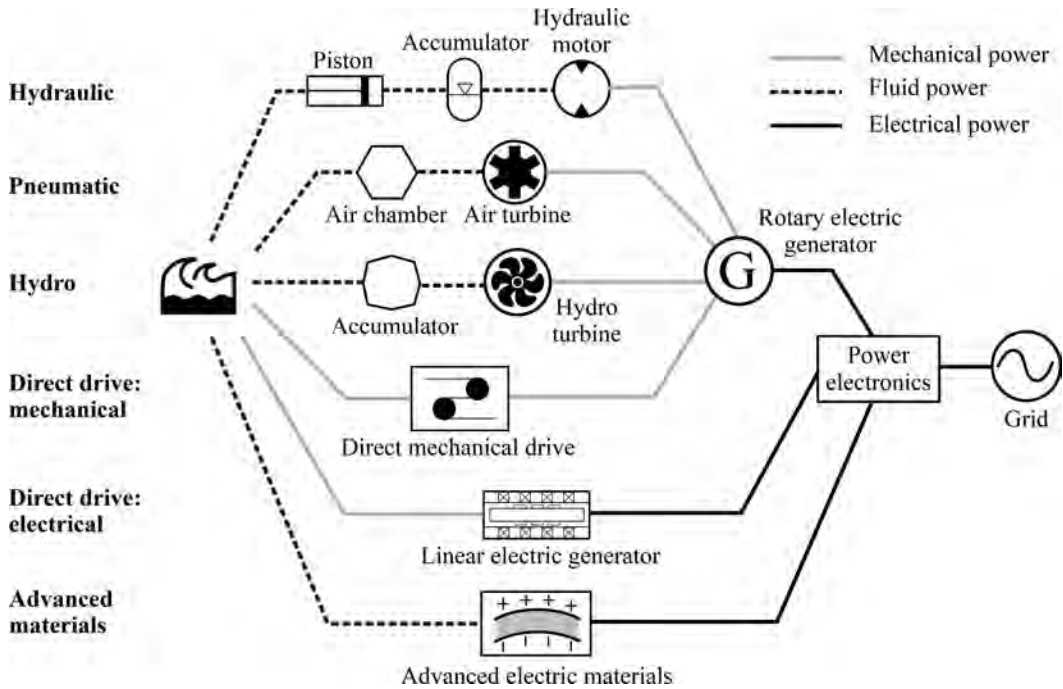 Hydraulic
motor
Accumulator
Piston
Mechanical power
Hydraulic
Fluid power
Electrical power
Pneumatic
Air chamber
Air turbine
Rotary electric
generator
G
Hydro
Accumulator
Hydro
turbine
Power
electronics
Direct drive:
mechanical
Grid
Direct mechanical drive
Direct drive:
electrical
Linear electric generator
Advanced
materials
+ + + +
Advanced electric materials